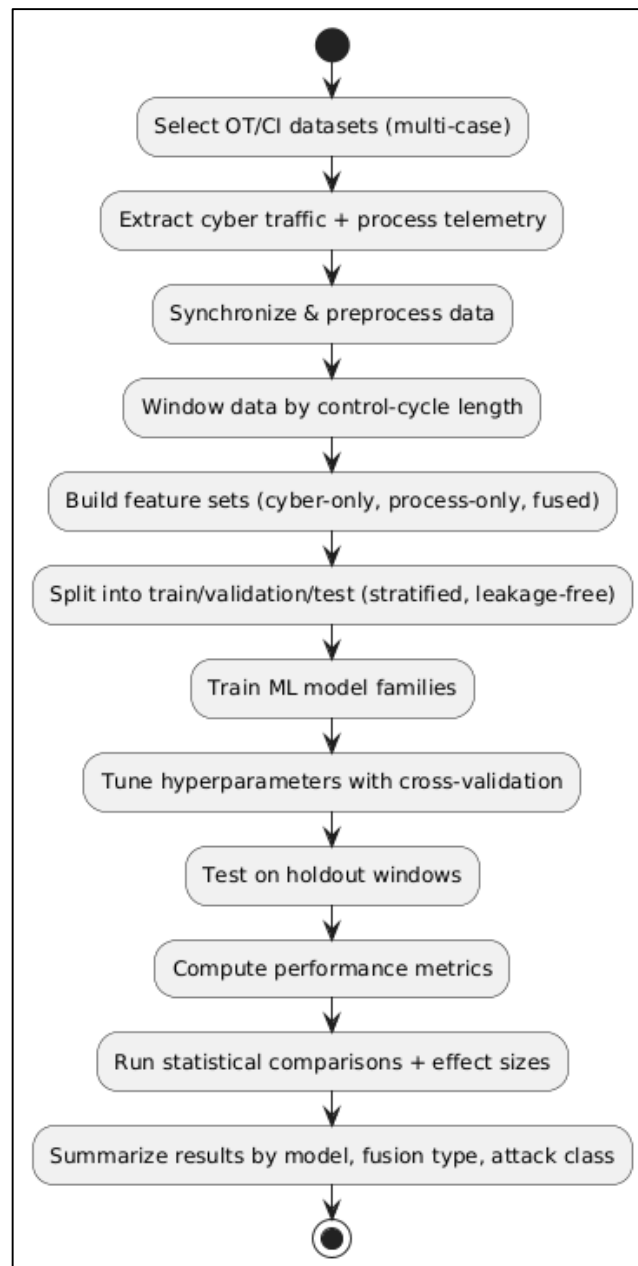 Select OT/CI datasets (multi-case)
Extract cyber traffic + process telemetry
Synchronize & preprocess data
Window data by control-cycle length
Build feature sets (cyber-only, process-only, fused)
Split into train/validation/test (stratified, leakage-free)
Train ML model families
Tune hyperparameters with cross-validation
Test on holdout windows
Compute performance metrics
Run statistical comparisons + effect sizes
Summarize results by model, fusion type, attack class